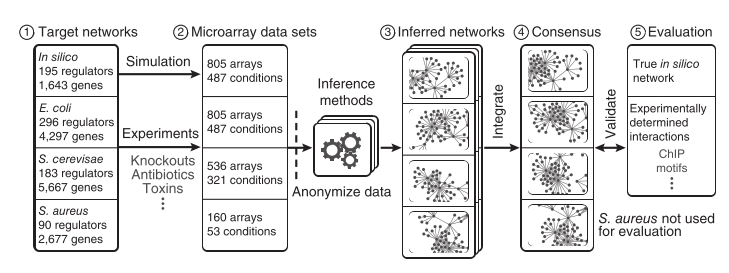 ① Target networks
In silico
195 regulators
1,643 genes
E. coli
296 regulators
4,297 genes
S. cerevisae
183 regulators
5,667 genes
S. aureus
90 regulators
2,677 genes
Simulation
Experiments
Knockouts
Antibiotics
Toxins
② Microarray data sets
805 arrays
487 conditions
805 arrays
487 conditions
536 arrays
321 conditions
160 arrays
53 conditions
Inference
methods
Anonymize data
③ Inferred networks
Integrate
④ Consensus
Validate
⑤ Evaluation
True in silico
network
Experimentally
determined
interactions
ChIP
motifs
S. aureus not used
for evaluation